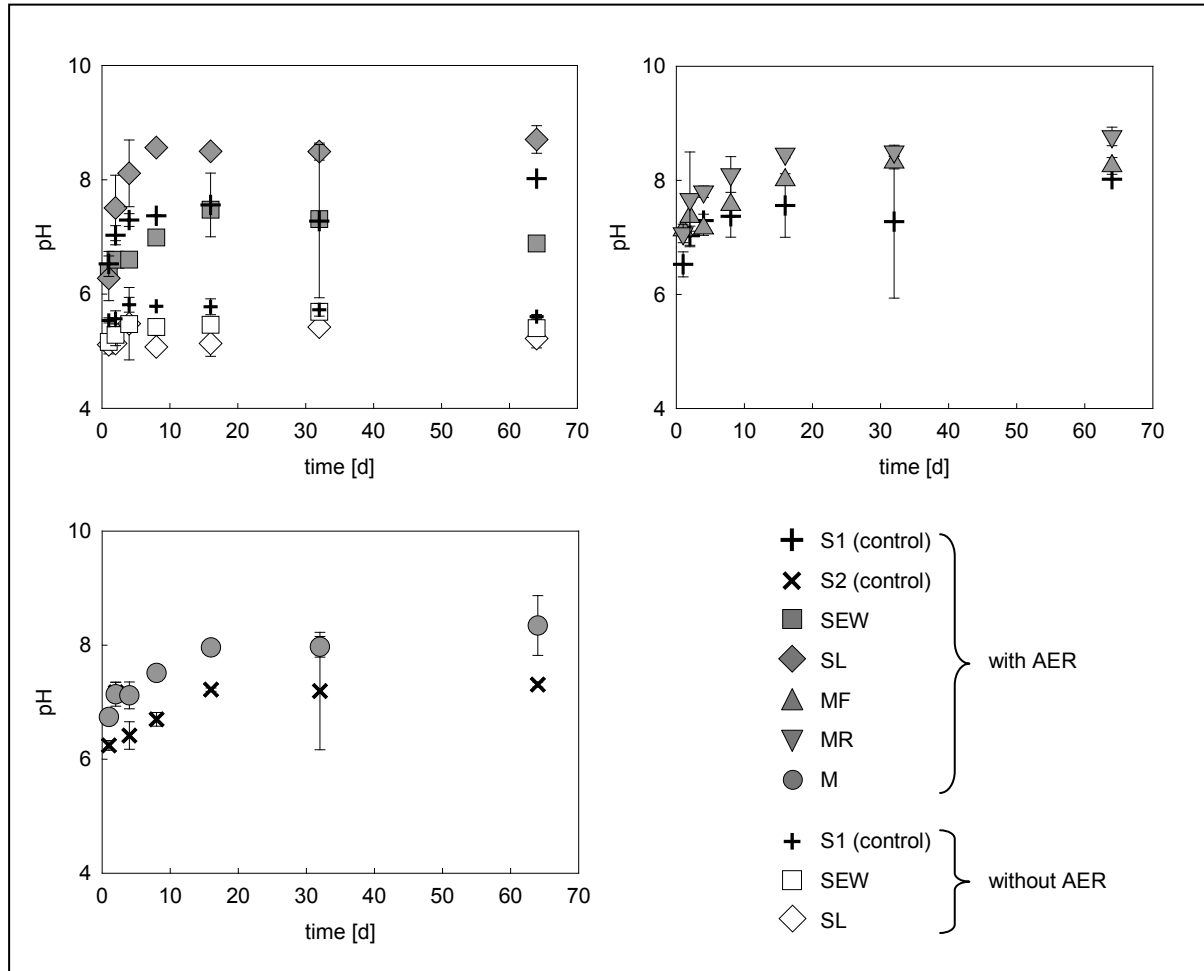 10
8
6
4
pH
0 10 20 30 40 50 60 70
time [d]
10
8
6
4
pH
0 10 20 30 40 50 60 70
time [d]
10
8
6
4
pH
0 10 20 30 40 50 60 70
time [d]
S1 (control)
S2 (control)
SEW
SL
MF
MR
M
with AER
S1 (control)
SEW
SL
without AER